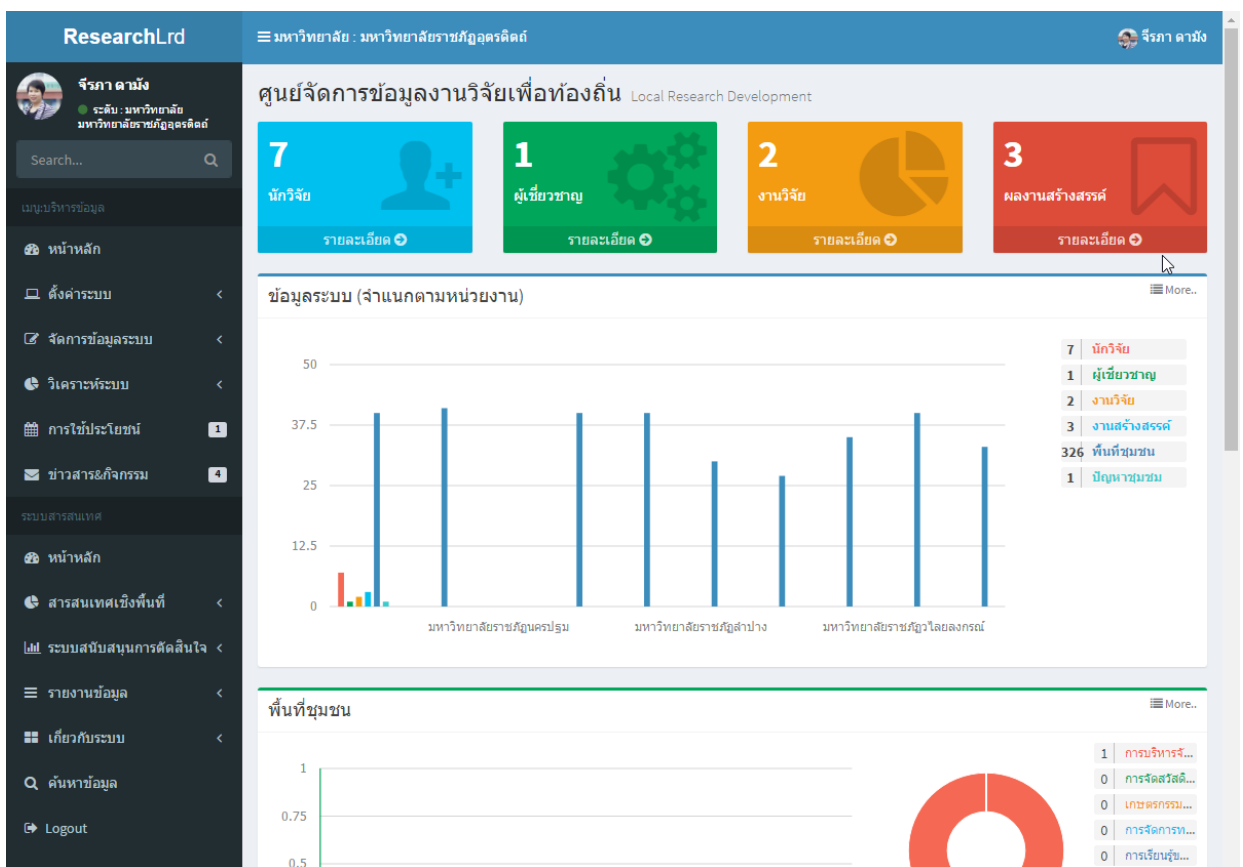 ResearchLrd
มหาวิทยาลัย : มหาวิทยาลัยราชภัฏอุตรดิตถ์
จีรภา ดามัง
จีรภา ดามัง
ระดับ : มหาวิทยาลัย
มหาวิทยาลัยราชภัฏอุตรดิตถ์
Search...
เมนู:บริหารข้อมูล
หน้าหลัก
ตั้งค่าระบบ
จัดการข้อมูลระบบ
วิเคราะห์ระบบ
การใช้ประโยชน์ 1
ข่าวสาร&กิจกรรม 4
ระบบสารสนเทศ
หน้าหลัก
สารสนเทศเชิงพื้นที่
ระบบสนับสนุนการตัดสินใจ
รายงานข้อมูล
เกี่ยวกับระบบ
ค้นหาข้อมูล
Logout
ศูนย์จัดการข้อมูลงานวิจัยเพื่อท้องถิ่น Local Research Development
7
นักวิจัย
รายละเอียด
1
ผู้เชี่ยวชาญ
รายละเอียด
2
งานวิจัย
รายละเอียด
3
ผลงานสร้างสรรค์
รายละเอียด
ข้อมูลระบบ (จำแนกตามหน่วยงาน)
More..
50
37.5
25
12.5
0
มหาวิทยาลัยราชภัฏนครปฐม
มหาวิทยาลัยราชภัฏลำปาง
มหาวิทยาลัยราชภัฏวไลยลงกรณ์
7 นักวิจัย
1 ผู้เชี่ยวชาญ
2 งานวิจัย
3 งานสร้างสรรค์
326 พื้นที่ชุมชน
1 ปัญหาชุมชม
พื้นที่ชุมชน
More..
1
0.75
0.5
1 การบริหารจั...
0 การจัดสวัสดิ...
0 เกษตรกรรม...
0 การจัดการท...
0 การเรียนรู้ข...